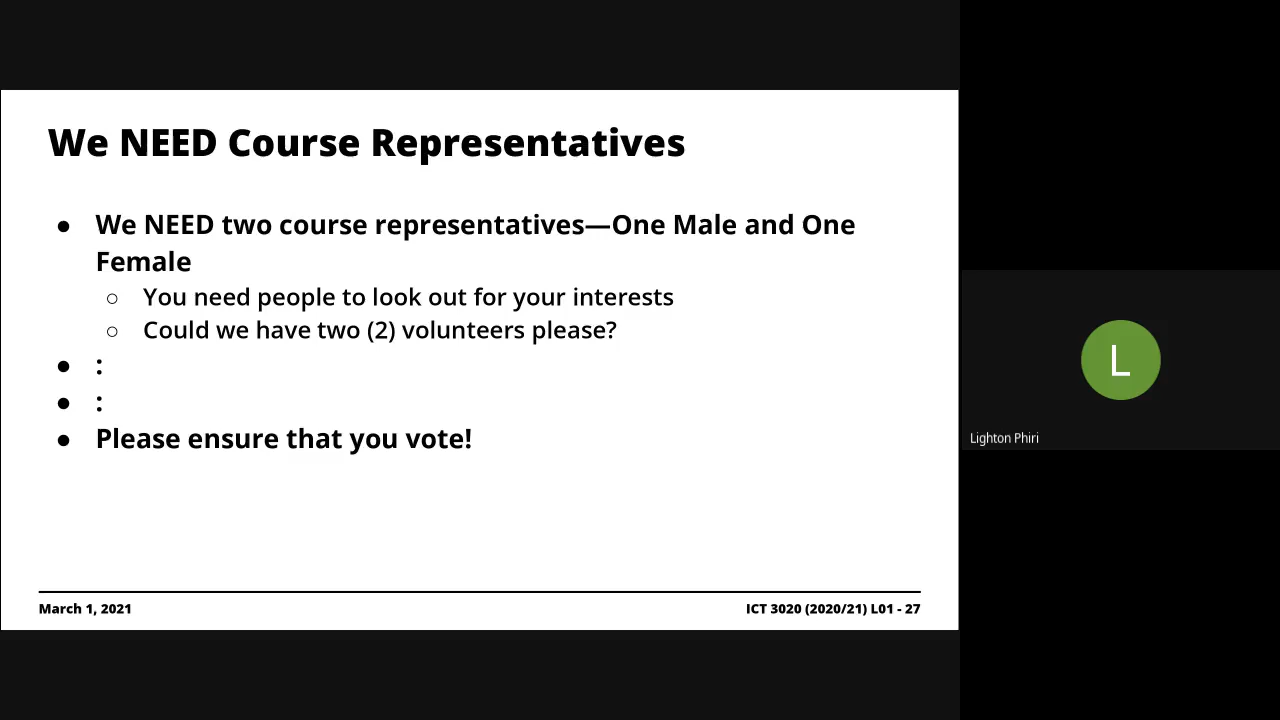 We NEED Course Representatives
● We NEED two course representatives—One Male and One
Female
○ You need people to look out for your interests
○ Could we have two (2) volunteers please?
● :
● :
● Please ensure that you vote!
March 1, 2021
ICT 3020 (2020/21) L01 - 27
L
Lighton Phiri